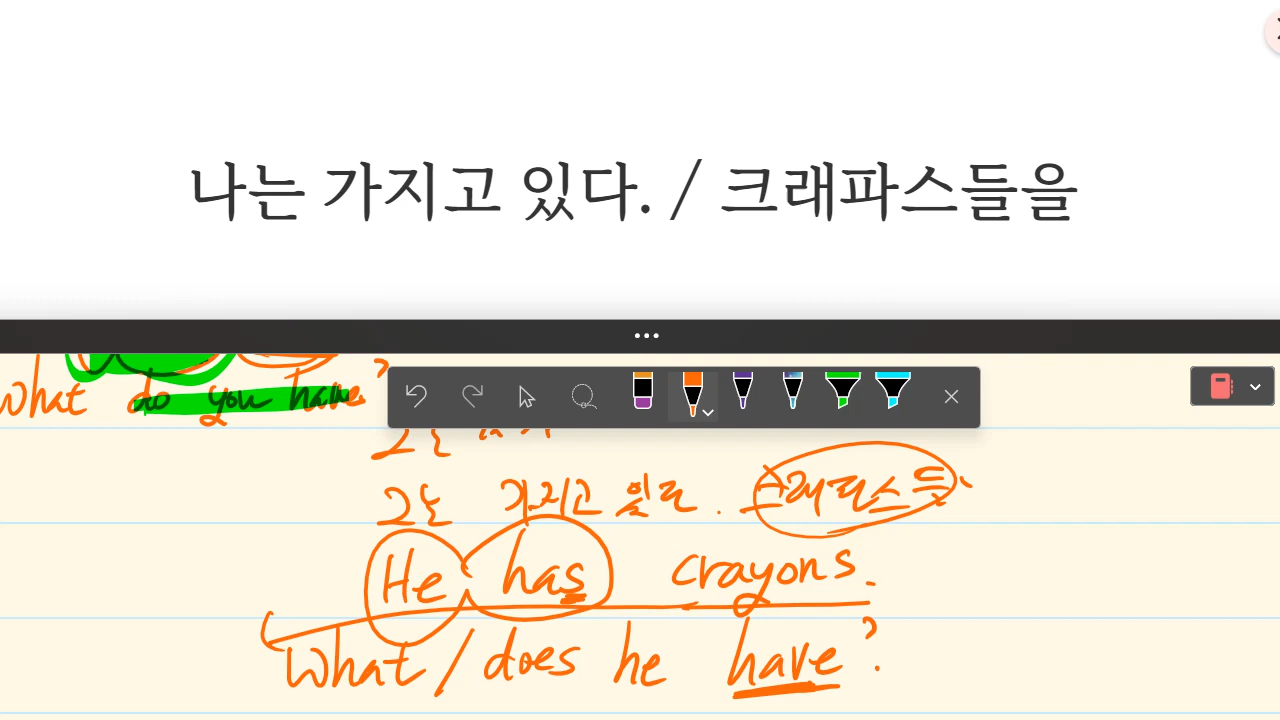 나는 가지고 있다. / 크래파스들을
What do you have?
그는 가지고 있다. 크래파스들
He has crayons.
What / does he have?